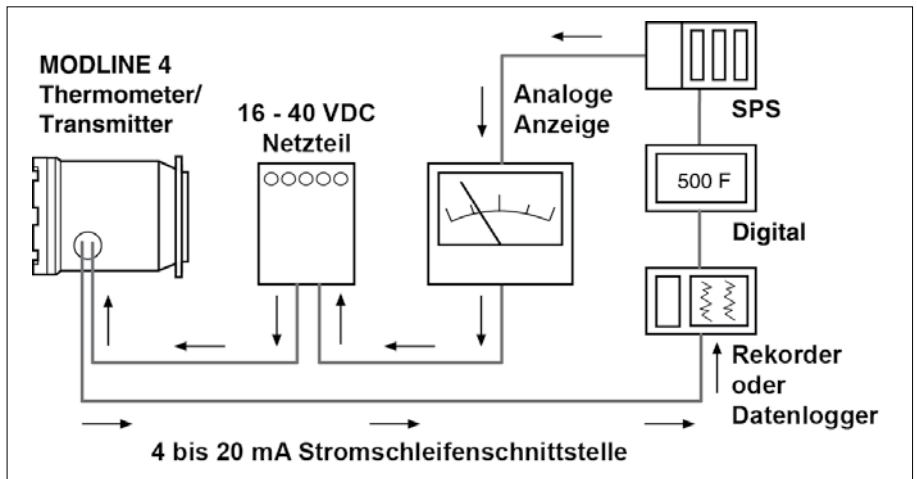 MODLINE 4
Thermometer/
Transmitter
16 - 40 VDC
Netzteil
Analoge
Anzeige
SPS
500 F
Digital
Rekorder
oder
Datenlogger
4 bis 20 mA Stromschleifenschnittstelle